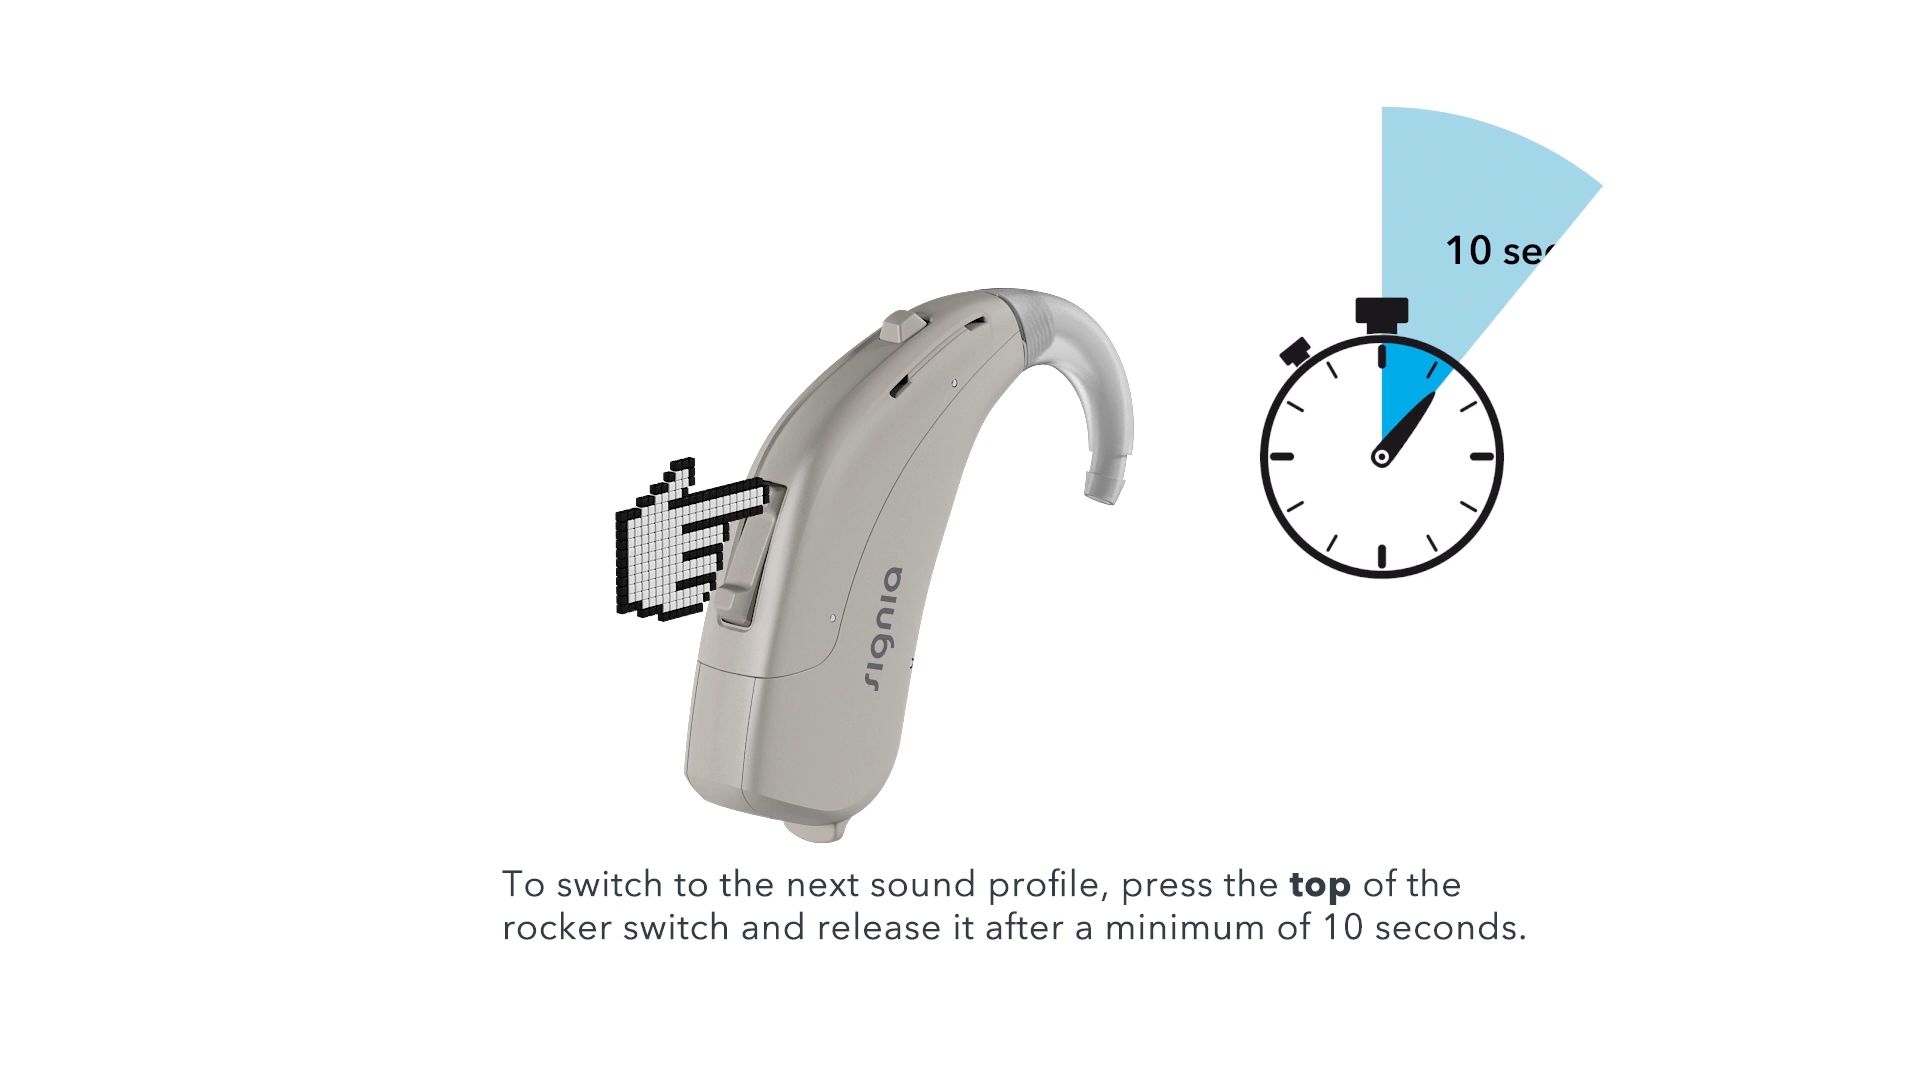 10 sec
signia
To switch to the next sound profile, press the top of the
rocker switch and release it after a minimum of 10 seconds.